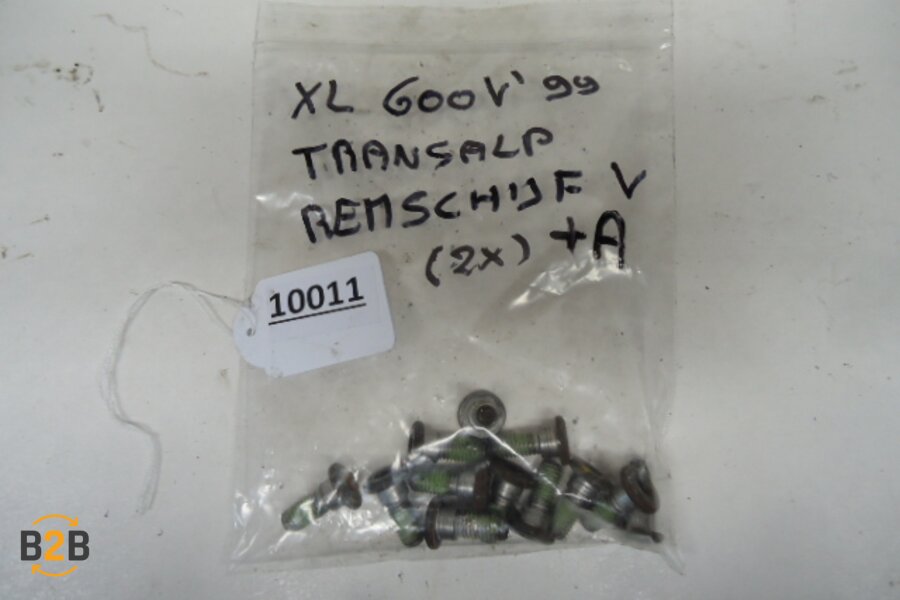 XL 600V '99
TRANSALP
REMSCHIJF V
(2x) +A
10011
B2B